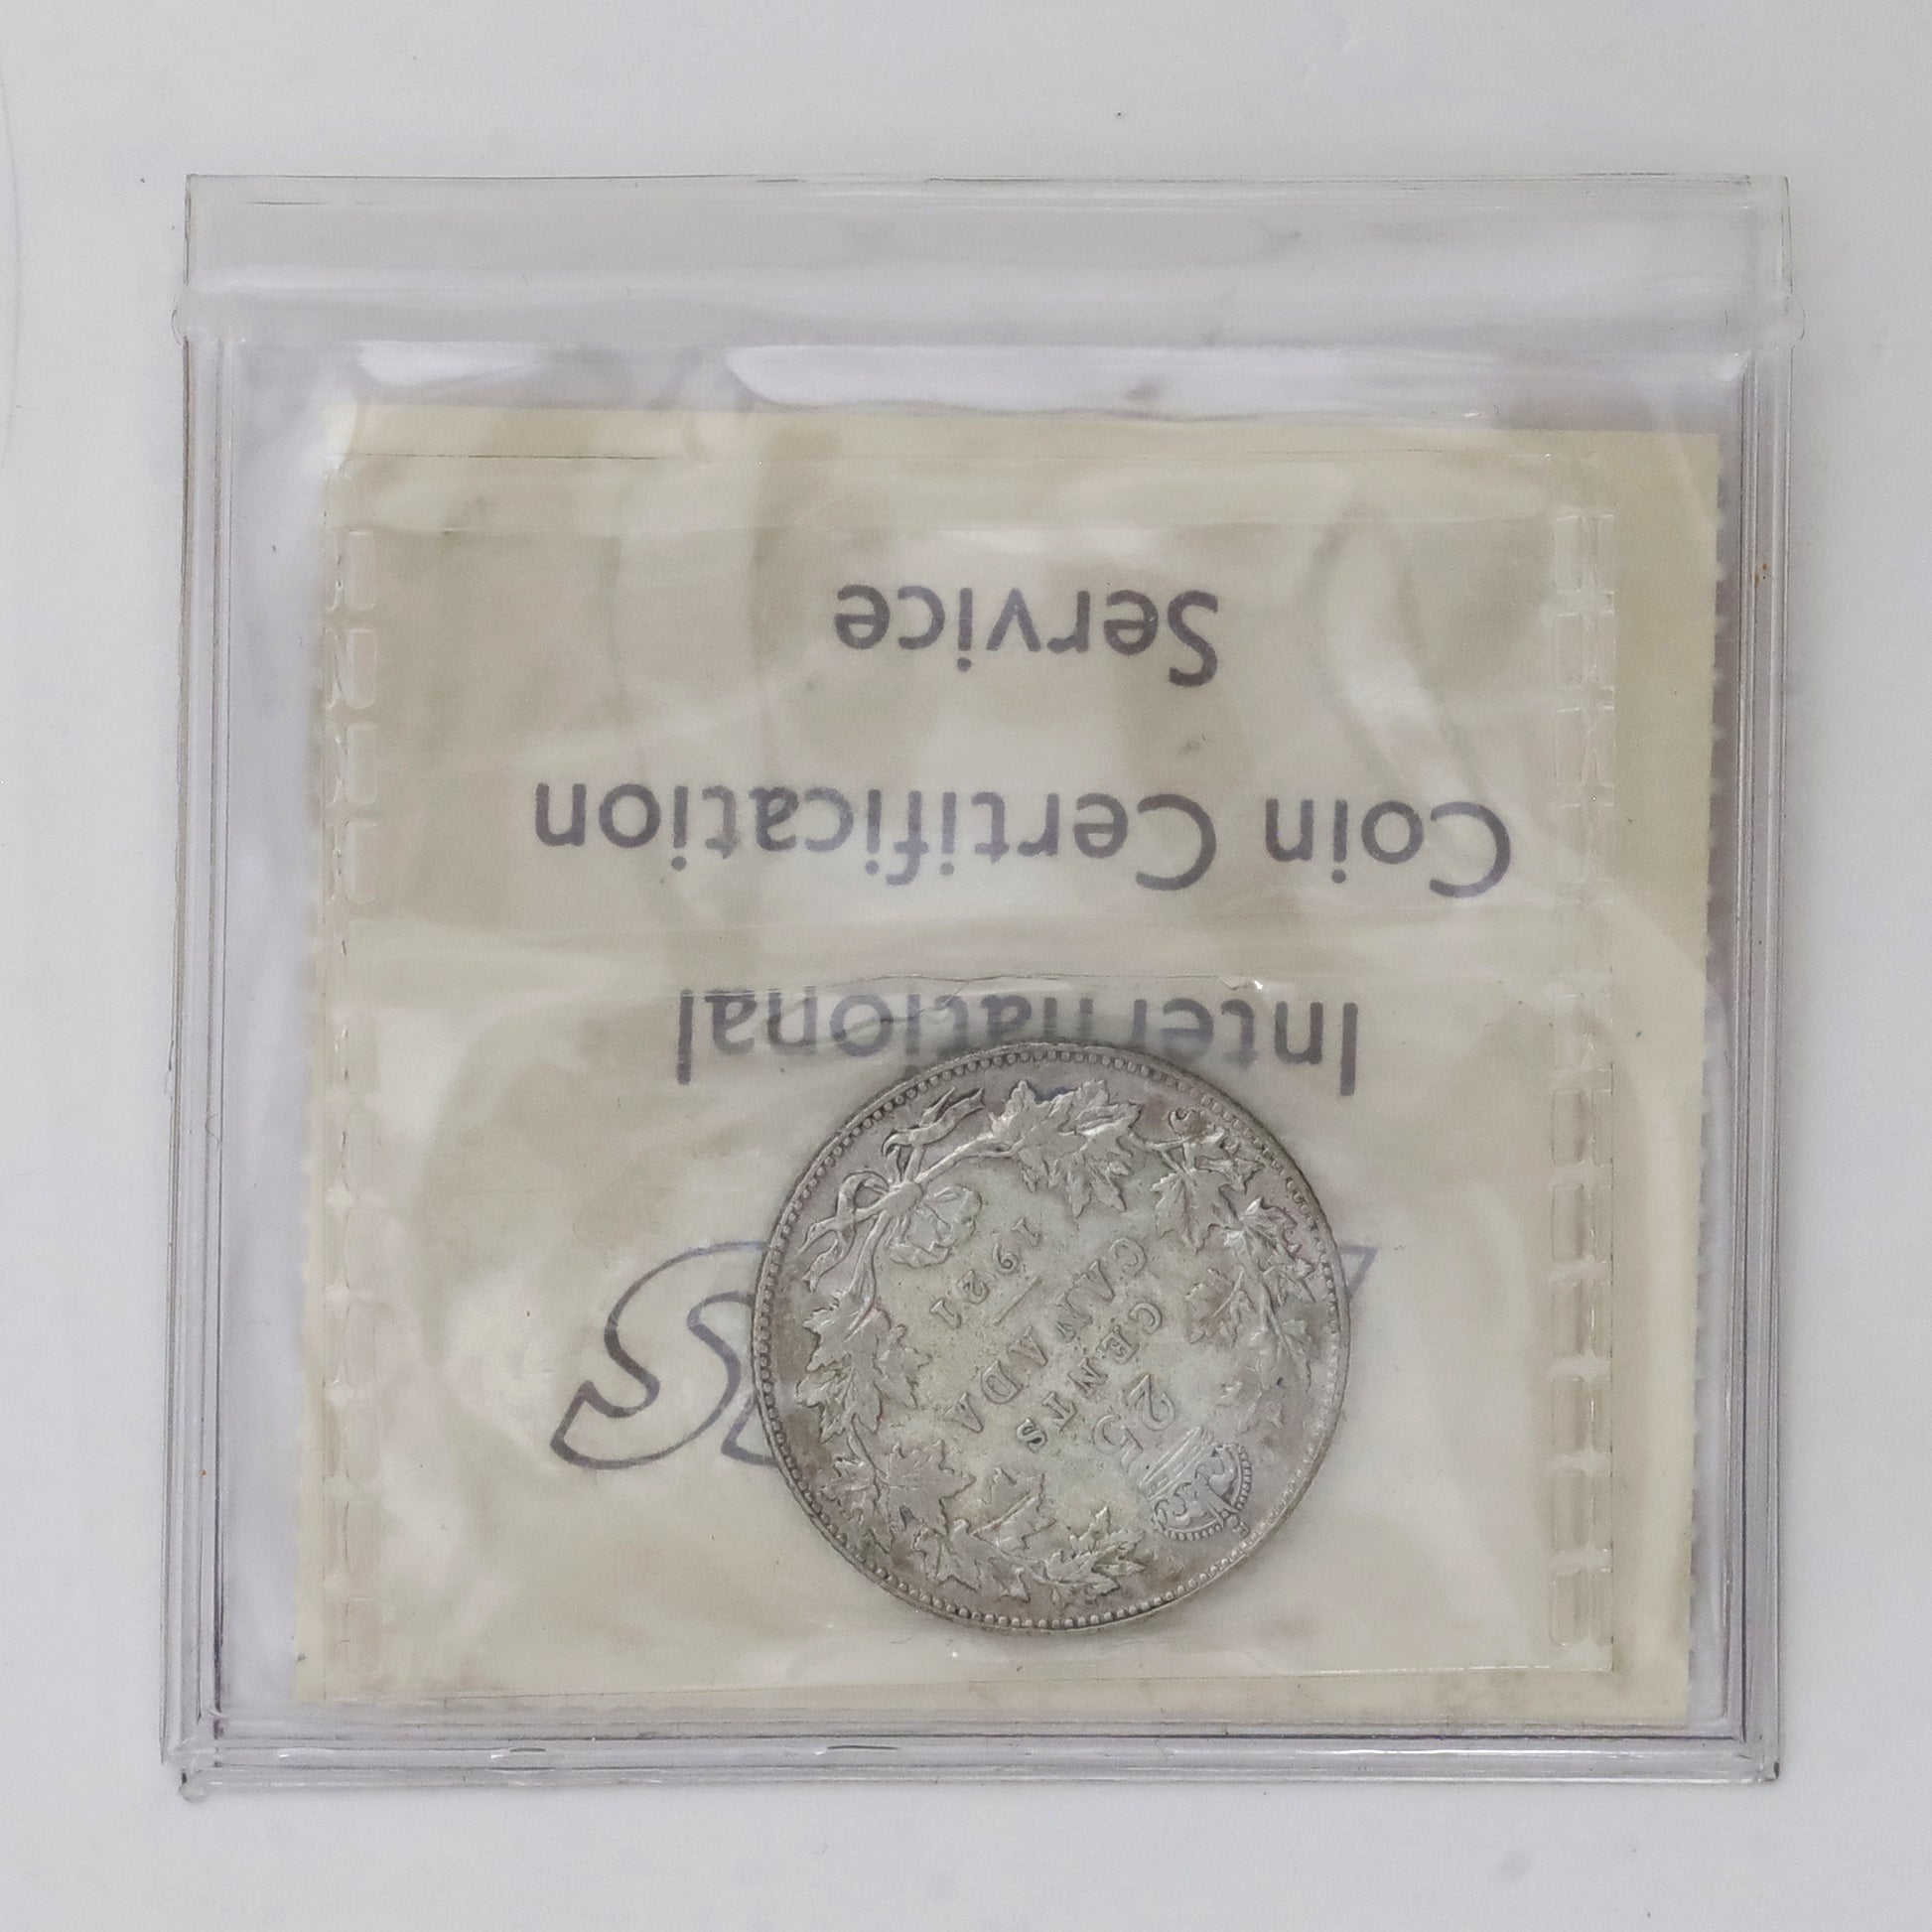 25
CENTS
CANADA
1921
International
Coin Certification
Service